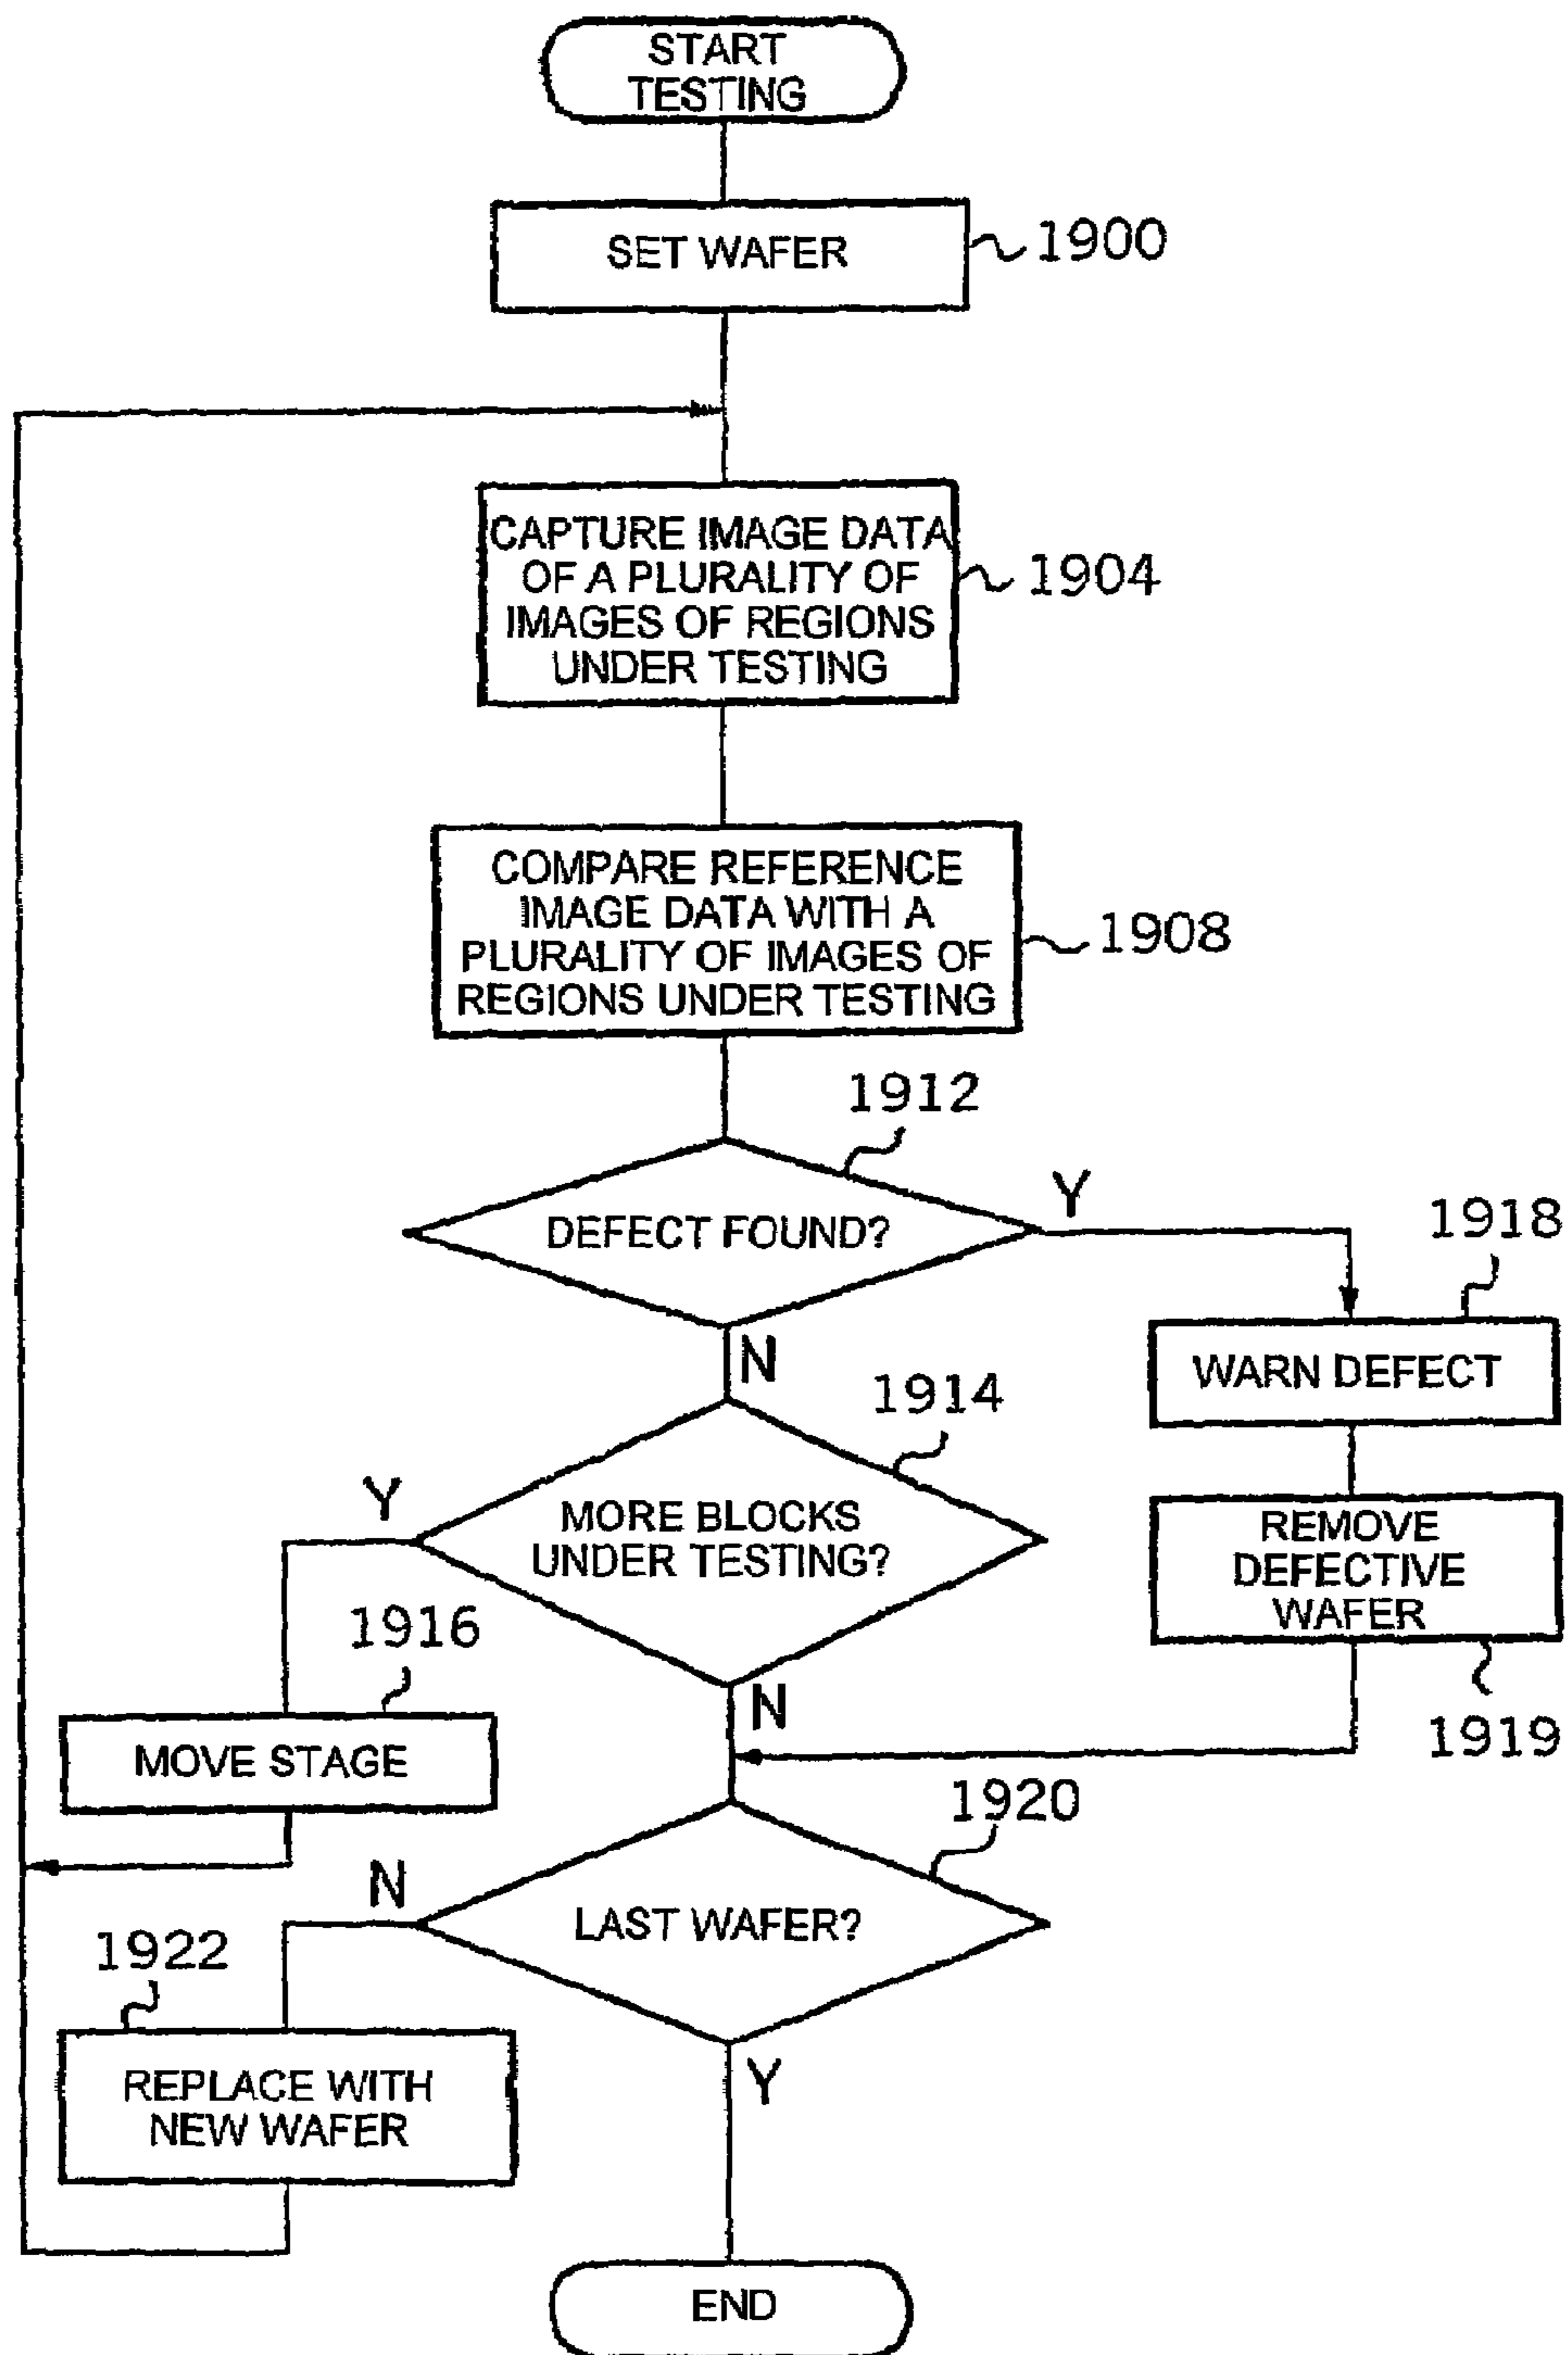 START
TESTING
SET WAFER
1900
CAPTURE IMAGE DATA
OF A PLURALITY OF
IMAGES OF REGIONS
UNDER TESTING
1904
COMPARE REFERENCE
IMAGE DATA WITH A
PLURALITY OF IMAGES OF
REGIONS UNDER TESTING
1908
1912
DEFECT FOUND?
Y
N
1918
WARN DEFECT
1914
MORE BLOCKS
UNDER TESTING?
Y
N
REMOVE
DEFECTIVE
WAFER
1919
1916
MOVE STAGE
1920
LAST WAFER?
N
Y
1922
REPLACE WITH
NEW WAFER
END